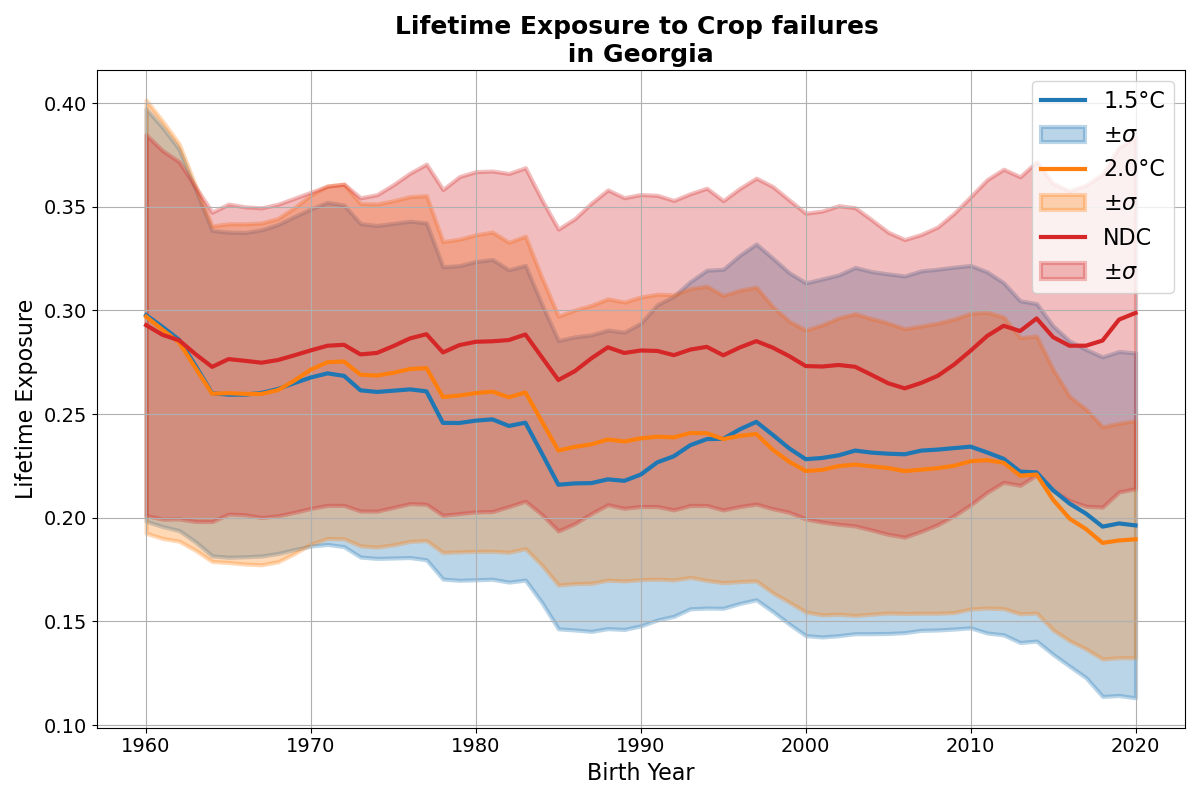 Lifetime Exposure to Crop failures
in Georgia
Lifetime Exposure
0.40
0.35
0.30
0.25
0.20
0.15
0.10
1960
1970
1980
1990
2000
2010
2020
Birth Year
1.5°C
±σ
2.0°C
±σ
NDC
±σ